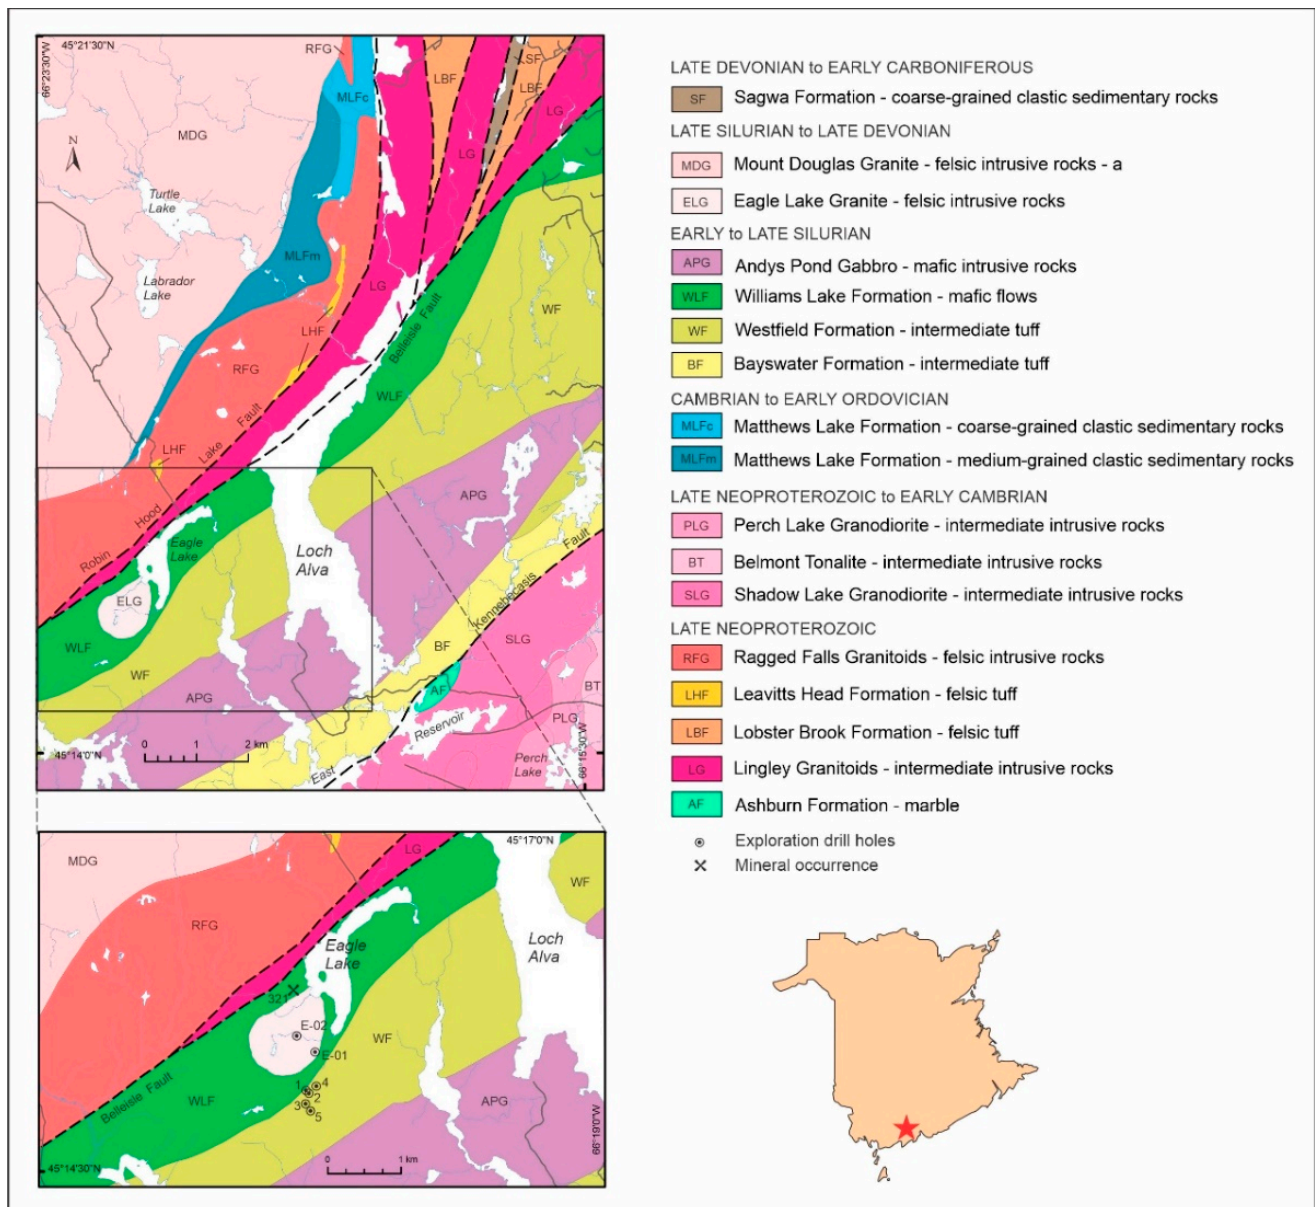 45°21'30"N
66°23'30"W
N
RFG
MLFc
LBF
SF
LBF
LG
MDG
LG
Turtle
Lake
MLFm
Labrador
Lake
LG
WF
Belleisle Fault
LHF
RFG
WLF
LHF
Robin Hood Lake Fault
APG
Eagle
Lake
Loch
Alva
ELG
Kennebecasis Fault
WLF
WF
BF
SLG
APG
AF
BT
Reservoir
PLG
45°14'0"N
0 1 2 km
East
Perch
Lake
66°15'30"W
45°17'0"N
MDG
LG
WF
RFG
Eagle
Lake
Loch
Alva
321
E-02
E-01
WF
1
4
2
3
5
Belleisle Fault
WLF
APG
66°19'0"W
45°14'30"N
0 1 km
LATE DEVONIAN to EARLY CARBONIFEROUS
SF Sagwa Formation - coarse-grained clastic sedimentary rocks
LATE SILURIAN to LATE DEVONIAN
MDG Mount Douglas Granite - felsic intrusive rocks - a
ELG Eagle Lake Granite - felsic intrusive rocks
EARLY to LATE SILURIAN
APG Andys Pond Gabbro - mafic intrusive rocks
WLF Williams Lake Formation - mafic flows
WF Westfield Formation - intermediate tuff
BF Bayswater Formation - intermediate tuff
CAMBRIAN to EARLY ORDOVICIAN
MLFc Matthews Lake Formation - coarse-grained clastic sedimentary rocks
MLFm Matthews Lake Formation - medium-grained clastic sedimentary rocks
LATE NEOPROTEROZOIC to EARLY CAMBRIAN
PLG Perch Lake Granodiorite - intermediate intrusive rocks
BT Belmont Tonalite - intermediate intrusive rocks
SLG Shadow Lake Granodiorite - intermediate intrusive rocks
LATE NEOPROTEROZOIC
RFG Ragged Falls Granitoids - felsic intrusive rocks
LHF Leavitts Head Formation - felsic tuff
LBF Lobster Brook Formation - felsic tuff
LG Lingley Granitoids - intermediate intrusive rocks
AF Ashburn Formation - marble
Exploration drill holes
Mineral occurrence